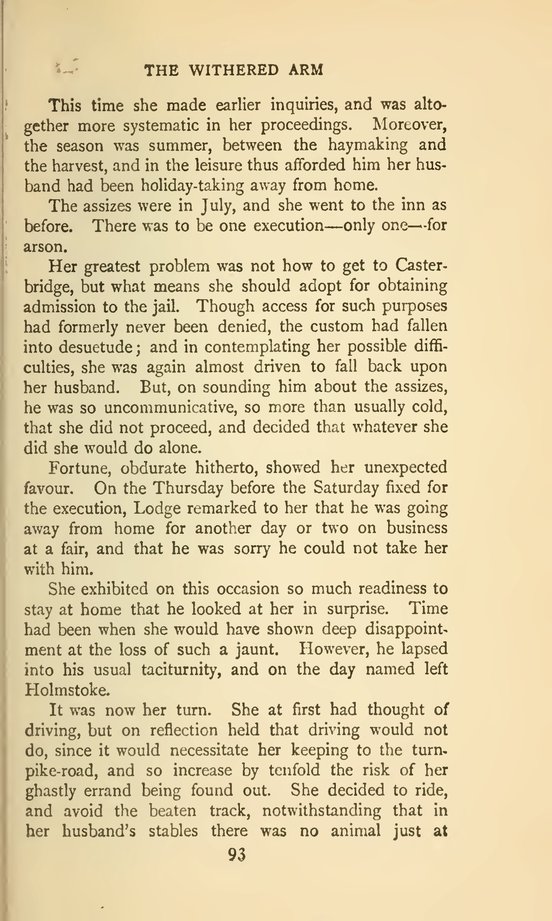 THE WITHERED ARM
This time she made earlier inquiries, and was alto-
gether more systematic in her proceedings. Moreover,
the season was summer, between the haymaking and
the harvest, and in the leisure thus afforded him her hus-
band had been holiday-taking away from home.
The assizes were in July, and she went to the inn as
before. There was to be one execution—only one—for
arson.
Her greatest problem was not how to get to Caster-
bridge, but what means she should adopt for obtaining
admission to the jail. Though access for such purposes
had formerly never been denied, the custom had fallen
into desuetude; and in contemplating her possible diffi-
culties, she was again almost driven to fall back upon
her husband. But, on sounding him about the assizes,
he was so uncommunicative, so more than usually cold,
that she did not proceed, and decided that whatever she
did she would do alone.
Fortune, obdurate hitherto, showed her unexpected
favour. On the Thursday before the Saturday fixed for
the execution, Lodge remarked to her that he was going
away from home for another day or two on business
at a fair, and that he was sorry he could not take her
with him.
She exhibited on this occasion so much readiness to
stay at home that he looked at her in surprise. Time
had been when she would have shown deep disappoint-
ment at the loss of such a jaunt. However, he lapsed
into his usual taciturnity, and on the day named left
Holmstoke.
It was now her turn. She at first had thought of
driving, but on reflection held that driving would not
do, since it would necessitate her keeping to the turn-
pike-road, and so increase by tenfold the risk of her
ghastly errand being found out. She decided to ride,
and avoid the beaten track, notwithstanding that in
her husband's stables there was no animal just at
93